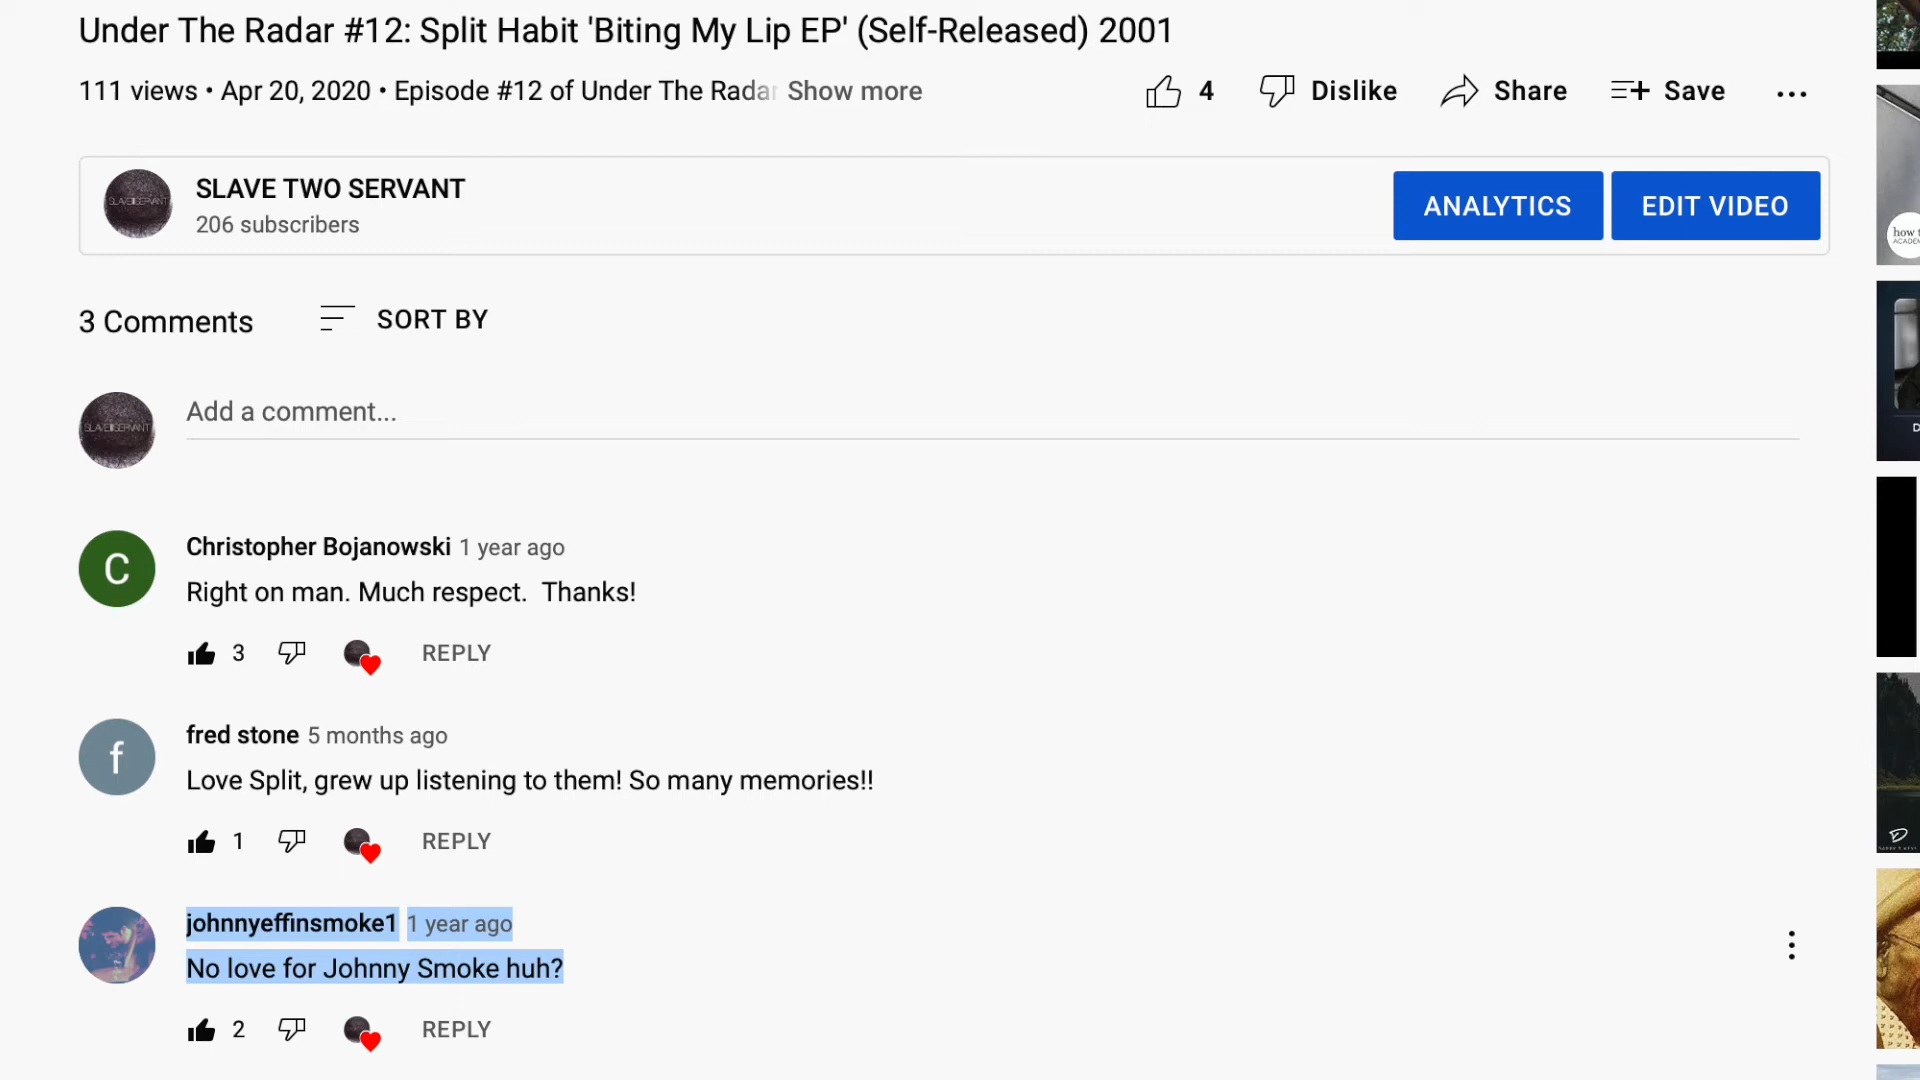 Under The Radar #12: Split Habit 'Biting My Lip EP' (Self-Released) 2001
111 views • Apr 20, 2020 • Episode #12 of Under The Radar Show more
4 Dislike Share Save
SLAVE TWO SERVANT
206 subscribers
ANALYTICS EDIT VIDEO
3 Comments SORT BY
Add a comment...
C
Christopher Bojanowski 1 year ago
Right on man. Much respect.  Thanks!
3 REPLY
f
fred stone 5 months ago
Love Split, grew up listening to them! So many memories!!
1 REPLY
johnnyeffinsmoke1 1 year ago
No love for Johnny Smoke huh?
2 REPLY
how